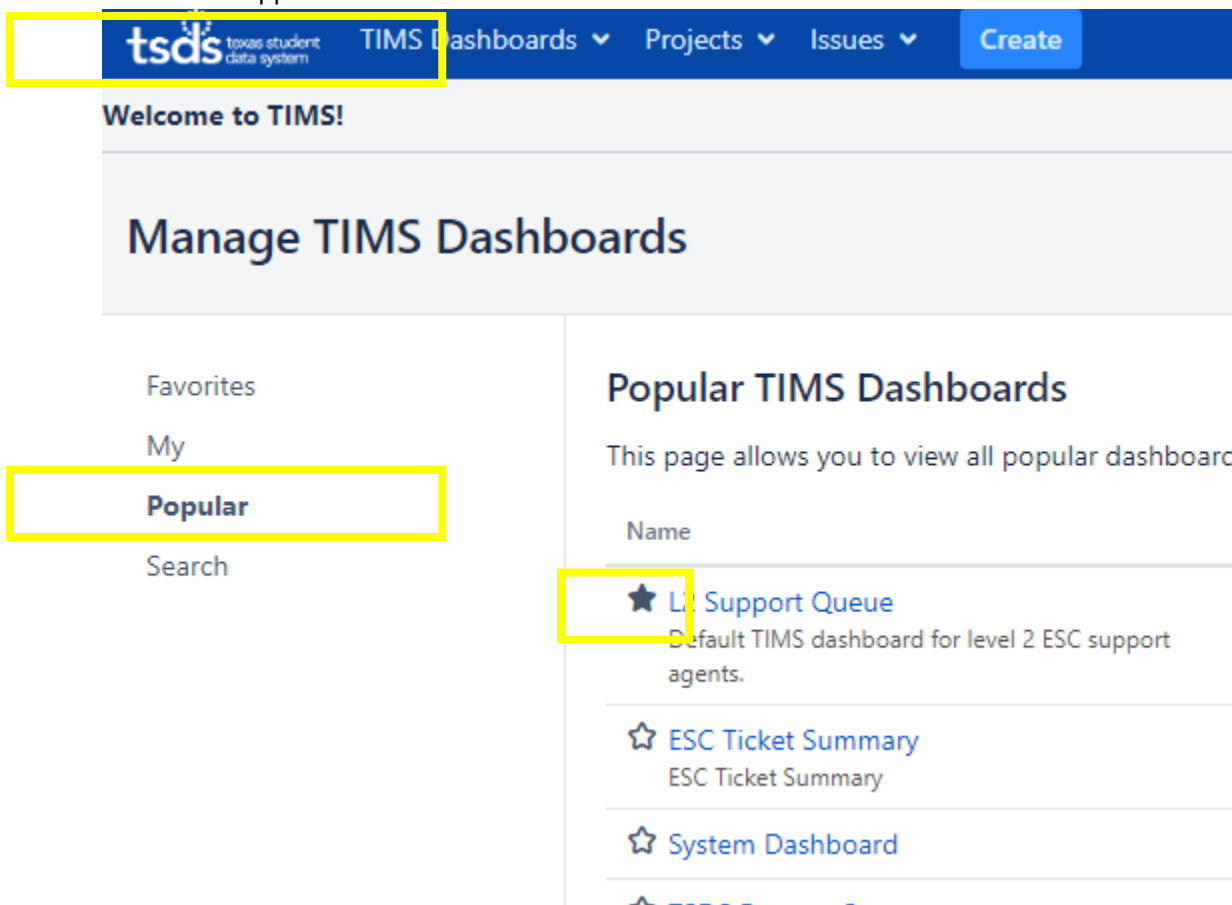 tsds texas student data system TIMS Dashboards Projects Issues Create
Welcome to TIMS!
Manage TIMS Dashboards
Favorites
My
Popular
Search
Popular TIMS Dashboards
This page allows you to view all popular dashboard
Name
L2 Support Queue
Default TIMS dashboard for level 2 ESC support
agents.
ESC Ticket Summary
ESC Ticket Summary
System Dashboard